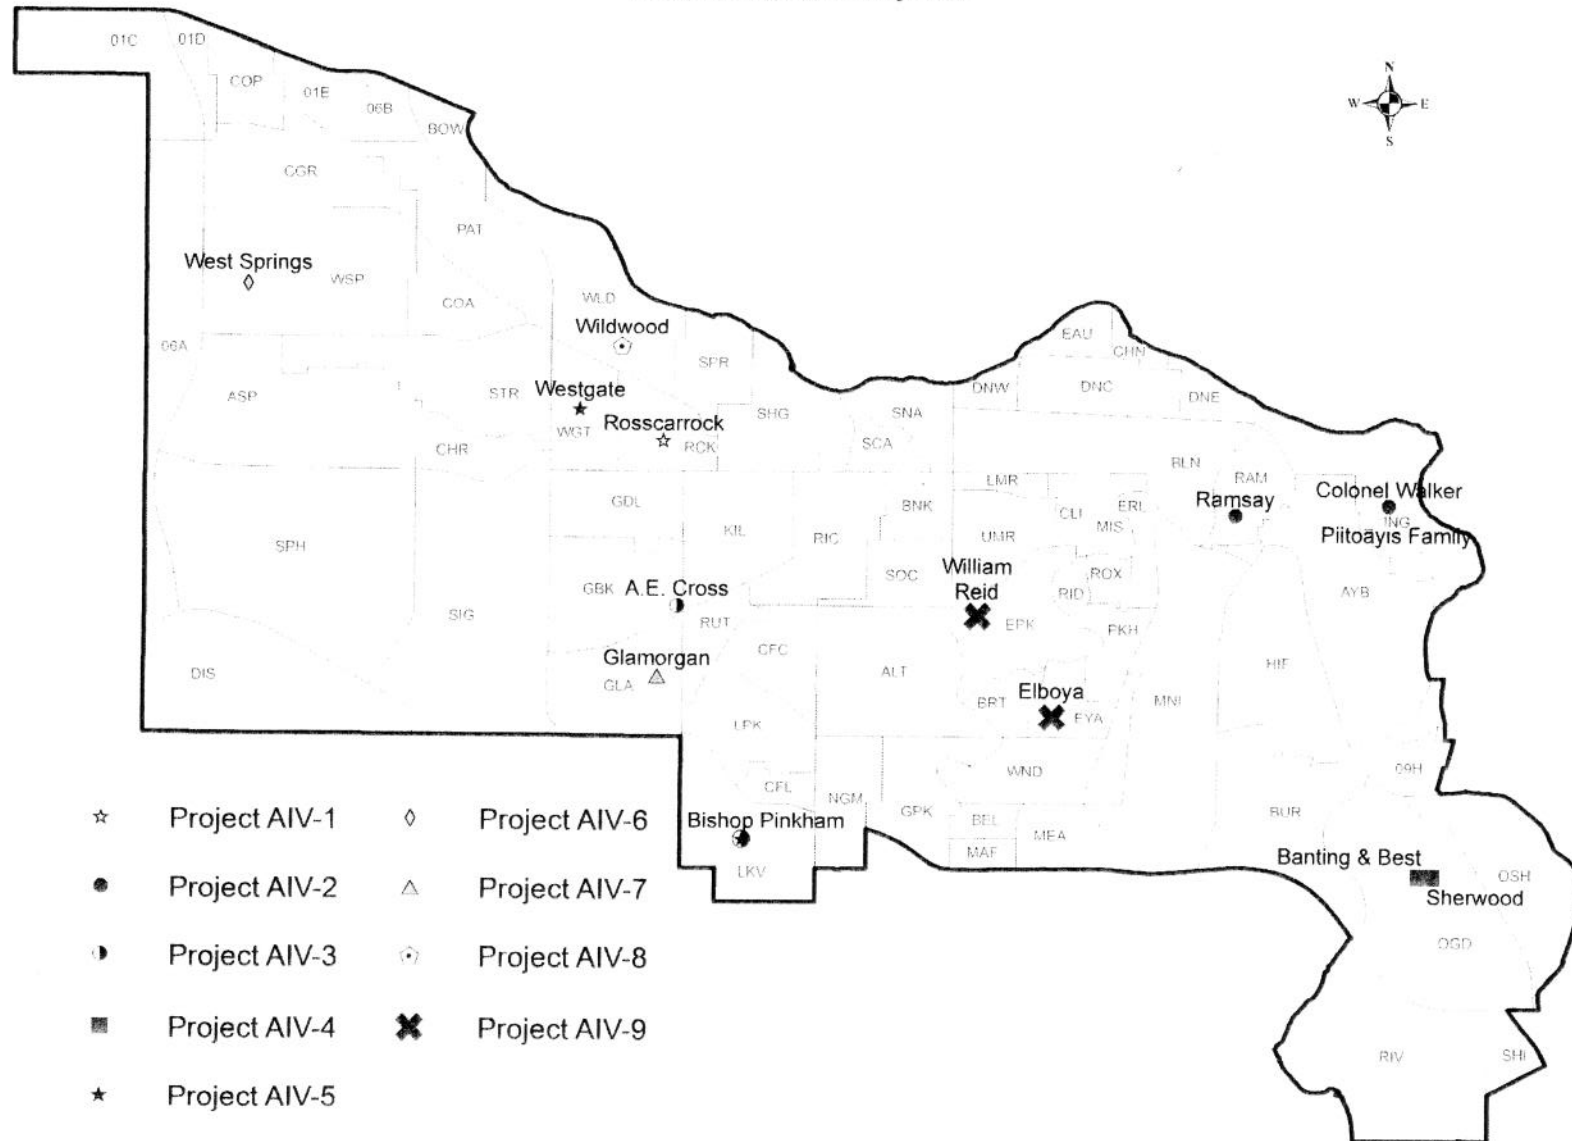 01C
01D
COP
01E
06B
BOW
N
W
E
S
CGR
PAT
West Springs
WSP
COA
WLD
Wildwood
06A
SPR
EAU
CHN
ASP
STR
Westgate
DNW
DNC
DNE
WGT
Rosscarrock
RCK
SHG
SNA
SCA
CHR
BLN
RAM
GDL
LMR
Ramsay
Colonel Walker
ING
Piitoayis Family
BNK
CLI
ERL
MIS
KIL
RIC
UMR
SPH
SOC
William
Reid
ROX
RID
AYB
GBK
A.E. Cross
SIG
RUT
EPK
PKH
CFC
HIF
DIS
Glamorgan
GLA
ALT
BRT
Elboya
EYA
MNI
LPK
WND
09H
CFL
NGM
GPK
BEL
MEA
BUR
Bishop Pinkham
MAF
LKV
Banting & Best
OSH
Sherwood
OGD
RIV
SHI
Project AIV-1
Project AIV-6
Project AIV-2
Project AIV-7
Project AIV-3
Project AIV-8
Project AIV-4
Project AIV-9
Project AIV-5